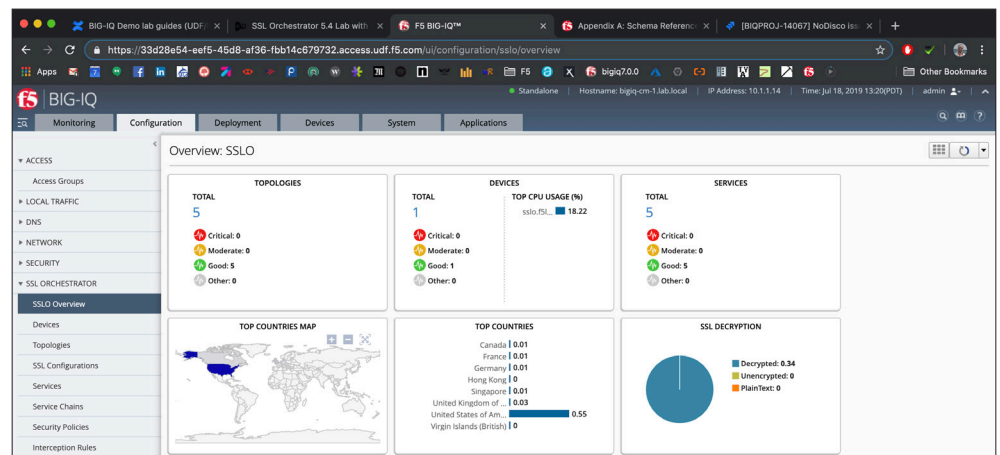 BIG-IQ Demo lab guides (UDF/
SSL Orchestrator 5.4 Lab with
F5 BIG-IQ™
Appendix A: Schema Reference
[BIQPROJ-14067] NoDisco iss
https://33d28e54-eef5-45d8-af36-fbb14c679732.access.udf.f5.com/ui/configuration/sslo/overview
Apps
F5
bigiq7.0.0
Other Bookmarks
f5 BIG-IQ
Standalone | Hostname: bigiq-cm-1.lab.local | IP Address: 10.1.1.14 | Time: Jul 18, 2019 13:20(PDT) | admin
Monitoring Configuration Deployment Devices System Applications
ACCESS
Access Groups
LOCAL TRAFFIC
DNS
NETWORK
SECURITY
SSL ORCHESTRATOR
SSLO Overview
Devices
Topologies
SSL Configurations
Services
Service Chains
Security Policies
Interception Rules
Overview: SSLO
TOPOLOGIES
TOTAL
5
Critical: 0
Moderate: 0
Good: 5
Other: 0
DEVICES
TOTAL
1
Critical: 0
Moderate: 0
Good: 1
Other: 0
TOP CPU USAGE (%)
sslo.f5l... 18.22
SERVICES
TOTAL
5
Critical: 0
Moderate: 0
Good: 5
Other: 0
TOP COUNTRIES MAP
TOP COUNTRIES
Canada 0.01
France 0.01
Germany 0.01
Hong Kong 0
Singapore 0.01
United Kingdom of ... 0.03
United States of Am... 0.55
Virgin Islands (British) 0
SSL DECRYPTION
Decrypted: 0.34
Unencrypted: 0
PlainText: 0